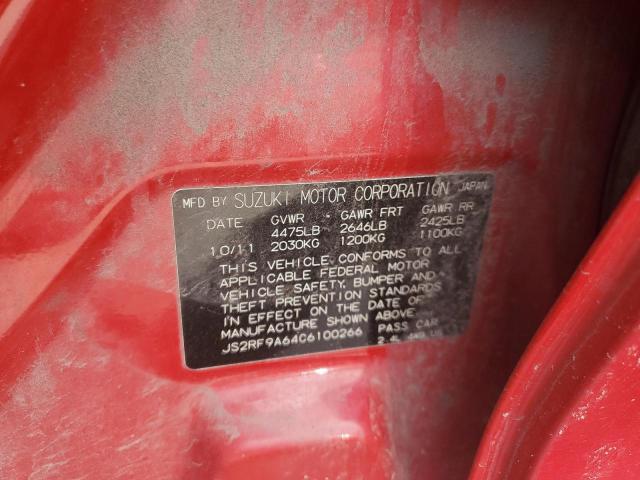 MFD BY SUZUKI MOTOR CORPORATION JAPAN
DATE GVWR GAWR FRT GAWR RR
4475LB 2646LB 2425LB
10/11 2030KG 1200KG 1100KG
THIS VEHICLE CONFORMS TO ALL
APPLICABLE FEDERAL MOTOR
VEHICLE SAFETY, BUMPER AND
THEFT PREVENTION STANDARDS
IN EFFECT ON THE DATE OF
MANUFACTURE SHOWN ABOVE
JS2RF9A64C6100266 PASS CAR
2.4L